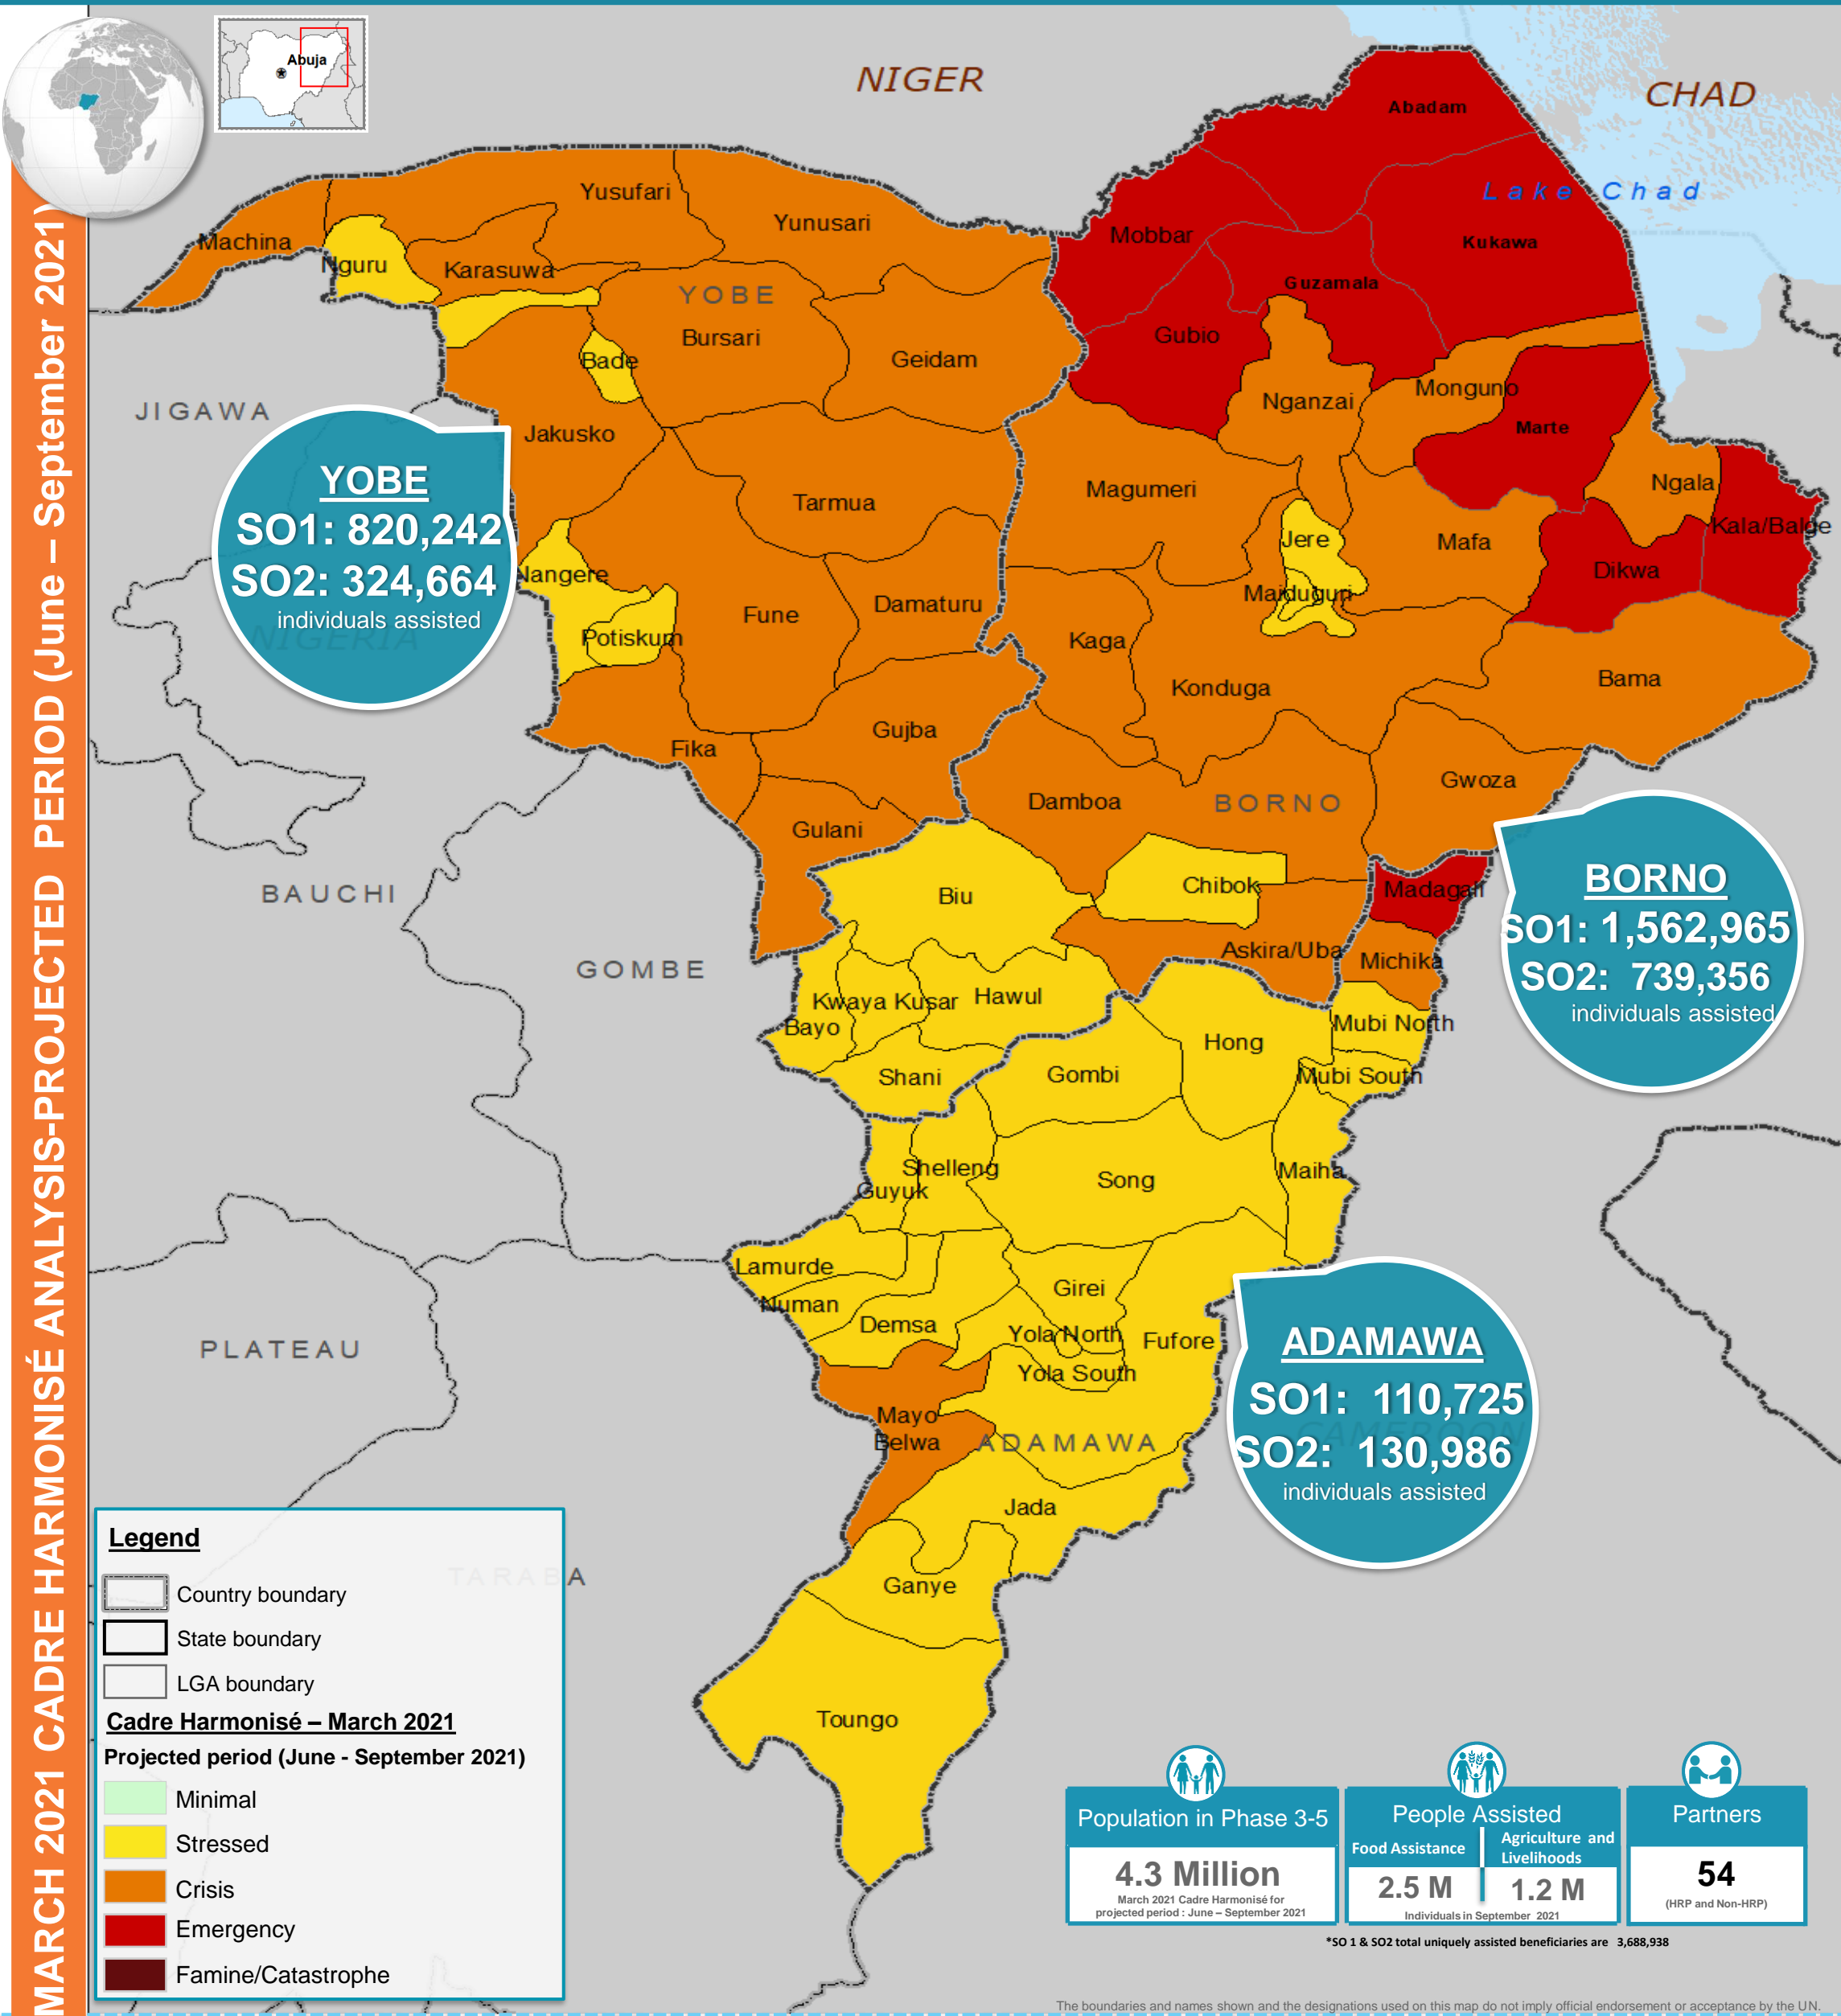 MARCH 2021 CADRE HARMONISÉ ANALYSIS-PROJECTED PERIOD (June – September 2021)
Abuja
NIGER
CHAD
Lake Chad
Abadam
Yusufari
Yunusari
Machina
Nguru
Karasuwa
YOBE
Bursari
Bade
Geidam
Mobbar
Kukawa
Guzamala
Gubio
Nganzai
Monguno
Marte
JIGAWA
Jakusko
Tarmua
Magumeri
Ngala
Kala/Balge
Jere
Mafa
Dikwa
Maiduguri
YOBE
SO1: 820,242
SO2: 324,664
individuals assisted
NIGERIA
Nangere
Potiskum
Fune
Damaturu
Kaga
Konduga
Bama
Gujba
Fika
Gwoza
Damboa
BORNO
Gulani
BAUCHI
Biu
Chibok
Madagali
Askira/Uba
Michika
BORNO
SO1: 1,562,965
SO2: 739,356
individuals assisted
GOMBE
Kwaya Kusar
Hawul
Bayo
Mubi North
Hong
Shani
Gombi
Mubi South
Shelleng
Guyuk
Song
Maiha
Lamurde
Numan
Girei
Demsa
Yola North
Fufore
Yola South
PLATEAU
Mayo
Belwa
ADAMAWA
ADAMAWA
SO1: 110,725
SO2: 130,986
individuals assisted
CAMEROON
Jada
Ganye
Toungo
TARABA
Legend
Country boundary
State boundary
LGA boundary
Cadre Harmonisé – March 2021
Projected period (June - September 2021)
Minimal
Stressed
Crisis
Emergency
Famine/Catastrophe
Population in Phase 3-5
4.3 Million
March 2021 Cadre Harmonisé for
projected period : June – September 2021
People Assisted
Food Assistance
Agriculture and
Livelihoods
2.5 M
1.2 M
Individuals in September 2021
Partners
54
(HRP and Non-HRP)
*SO 1 & SO2 total uniquely assisted beneficiaries are 3,688,938
The boundaries and names shown and the designations used on this map do not imply official endorsement or acceptance by the UN.